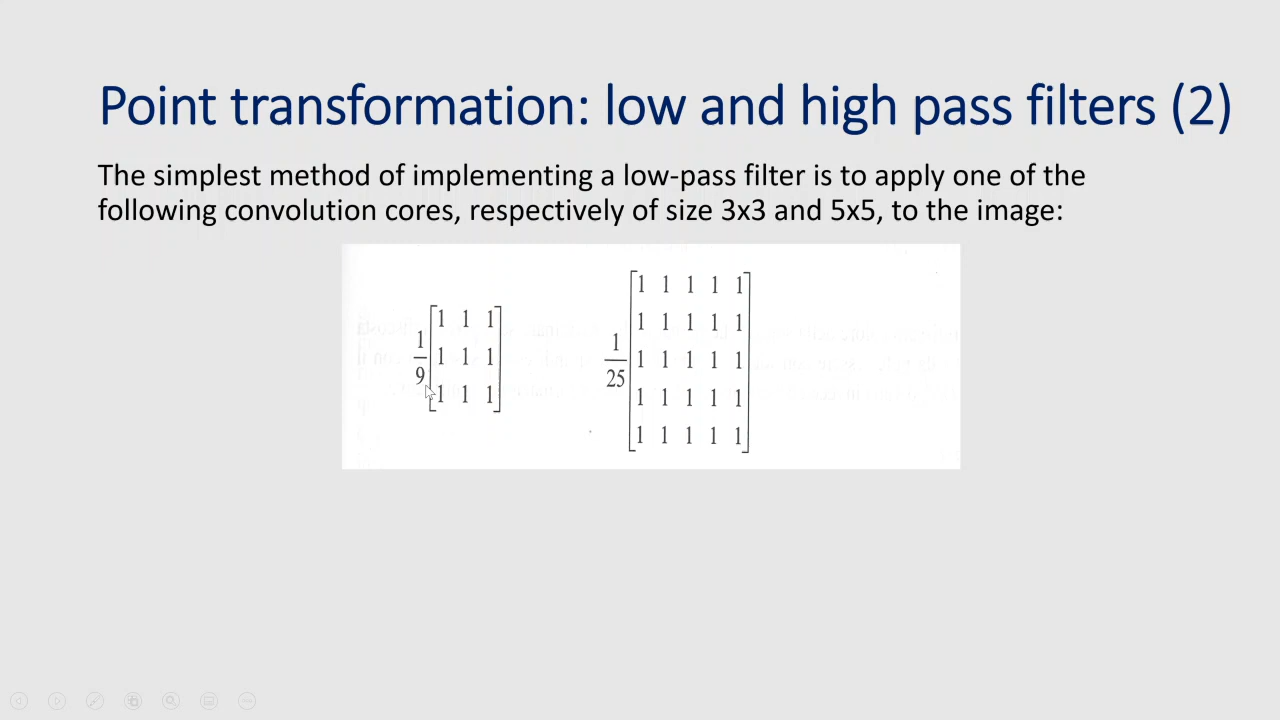 Point transformation: low and high pass filters (2)
The simplest method of implementing a low-pass filter is to apply one of the
following convolution cores, respectively of size 3x3 and 5x5, to the image:
1
9
1 1 1
1 1 1
1 1 1
1
25
1 1 1 1 1
1 1 1 1 1
1 1 1 1 1
1 1 1 1 1
1 1 1 1 1